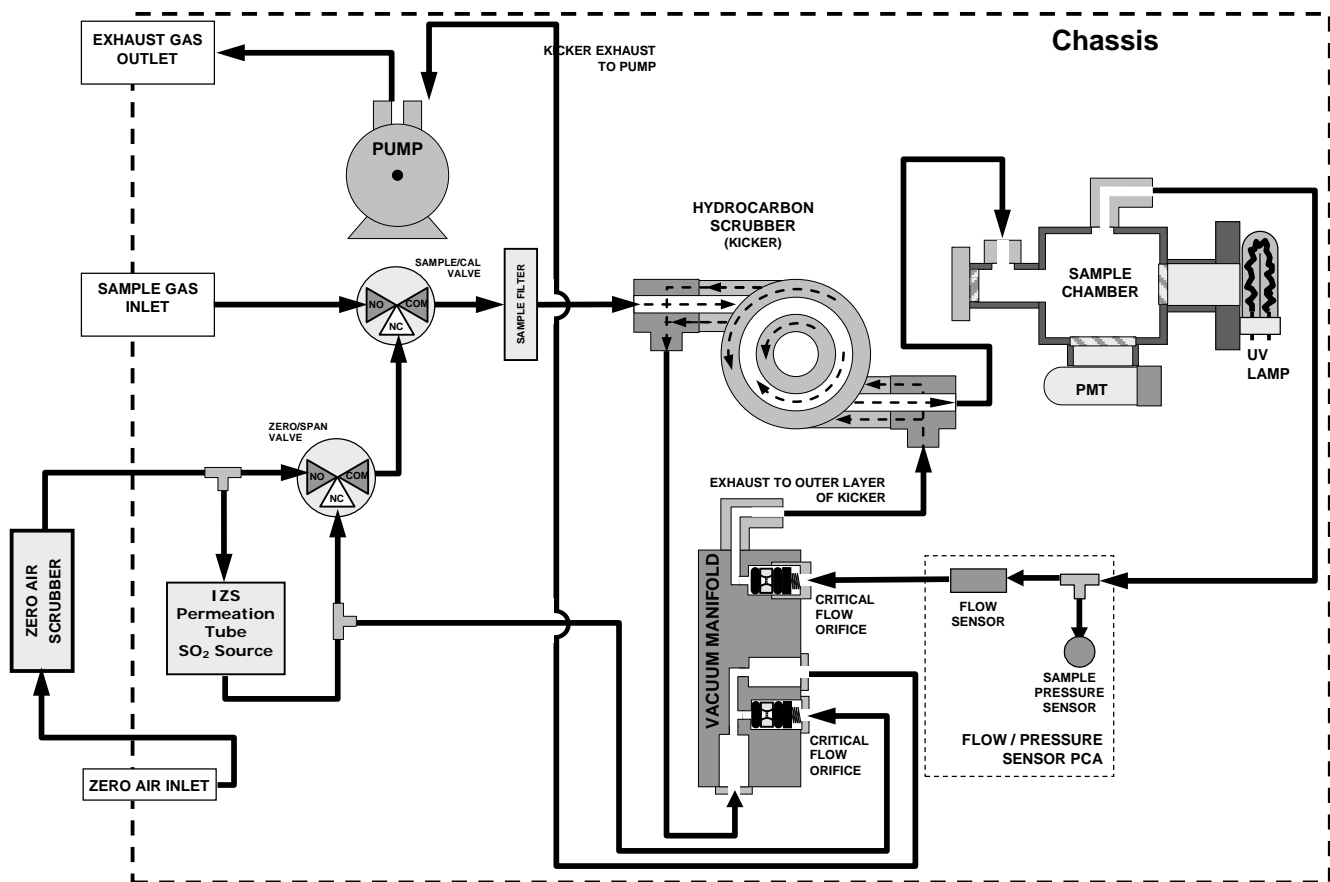 EXHAUST GAS
OUTLET
KICKER EXHAUST
TO PUMP
Chassis
PUMP
HYDROCARBON
SCRUBBER
(KICKER)
SAMPLE/CAL
VALVE
SAMPLE GAS
INLET
NO
COM
NC
SAMPLE FILTER
SAMPLE
CHAMBER
UV
LAMP
PMT
ZERO/SPAN
VALVE
NO
COM
NC
EXHAUST TO OUTER LAYER
OF KICKER
ZERO AIR
SCRUBBER
IZS
Permeation
Tube
SO₂ Source
VACUUM MANIFOLD
CRITICAL
FLOW
ORIFICE
FLOW
SENSOR
SAMPLE
PRESSURE
SENSOR
CRITICAL
FLOW
ORIFICE
FLOW / PRESSURE
SENSOR PCA
ZERO AIR INLET